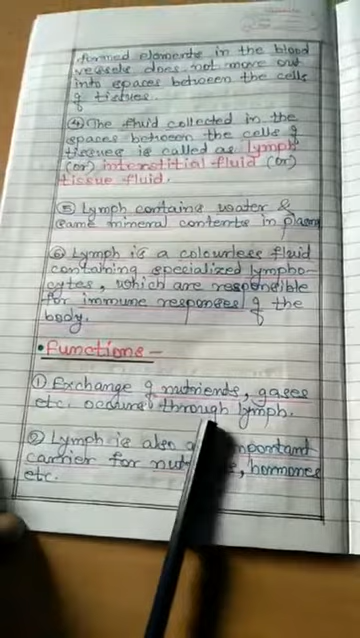 formed elements in the blood
vessels does not move out
into spaces between the cells
of tissues.
④ The fluid collected in the
spaces between the cells of
tissues is called as lymph
(or) interstitial fluid (or)
tissue fluid.
⑤ Lymph contains water &
same mineral contents in plasma
⑥ Lymph is a colourless fluid
containing specialized lympho-
cytes, which are responsible
for immune responses of the
body.
• Functions -
① Exchange of nutrients, gases
etc. occurs through lymph.
② Lymph is also important
carrier for , hormones
etc.